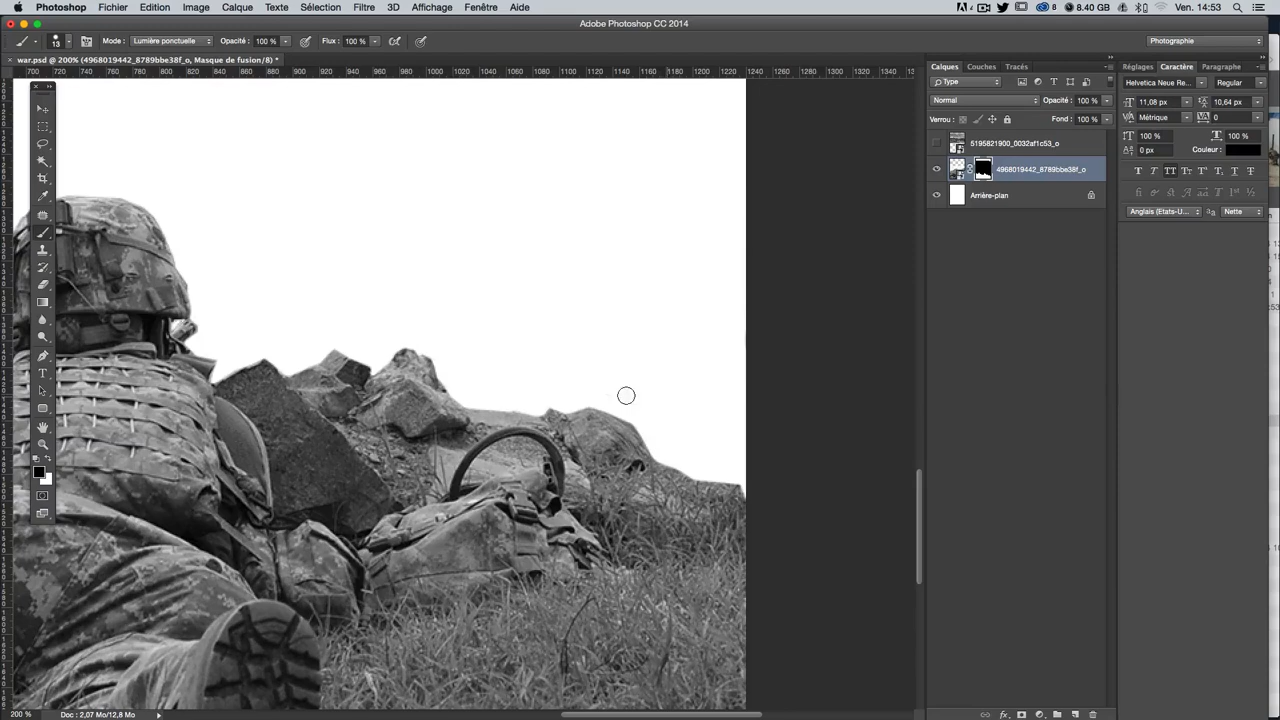 Photoshop Fichier Edition Image Calque Texte Sélection Filtre 3D Affichage Fenêtre Aide 8 8.40 GB Ven. 14:53
Adobe Photoshop CC 2014
13 Mode : Lumière ponctuelle Opacité : 100 % Flux : 100 % Photographie
war.psd @ 200% (4968019442_8789bbe38f_o, Masque de fusion/8) *
700 720 740 760 780 800 820 840 860 880 900 920 940 960 980 1000 1020 1040 1060 1080 1100 1120 1140 1160 1180 1200 1220 1240 1260 1280 1300 1320 1340
Calques Couches Tracés Réglages Caractère Paragraphe
Type Helvetica Neue Re... Regular
Normal Opacité : 100 % 11,08 px 10,64 px
Verrou : Fond : 100 % Métrique 0
100 % 100 %
5195821900_0032af1c53_o 0 px Couleur :
4968019442_8789bbe38f_o
Arrière-plan
Anglais (Etats-U... Nette
200 % Doc : 2,07 Mo/12,8 Mo